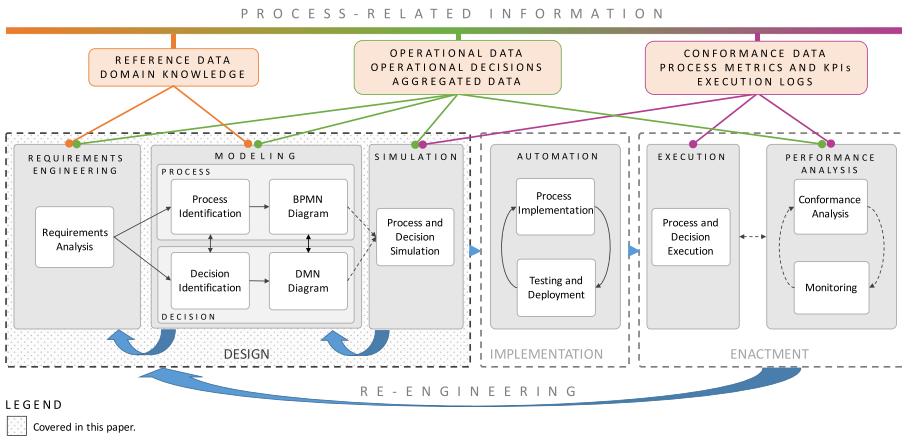 PROCESS-RELATED INFORMATION
REFERENCE DATA
DOMAIN KNOWLEDGE
OPERATIONAL DATA
OPERATIONAL DECISIONS
AGGREGATED DATA
CONFORMANCE DATA
PROCESS METRICS AND KPIs
EXECUTION LOGS
REQUIREMENTS
ENGINEERING
Requirements
Analysis
MODELING
PROCESS
Process
Identification
BPMN
Diagram
Decision
Identification
DMN
Diagram
DECISION
SIMULATION
Process and
Decision
Simulation
DESIGN
AUTOMATION
Process
Implementation
Testing and
Deployment
IMPLEMENTATION
EXECUTION
Process and
Decision
Execution
PERFORMANCE
ANALYSIS
Conformance
Analysis
Monitoring
ENACTMENT
RE-ENGINEERING
LEGEND
Covered in this paper.